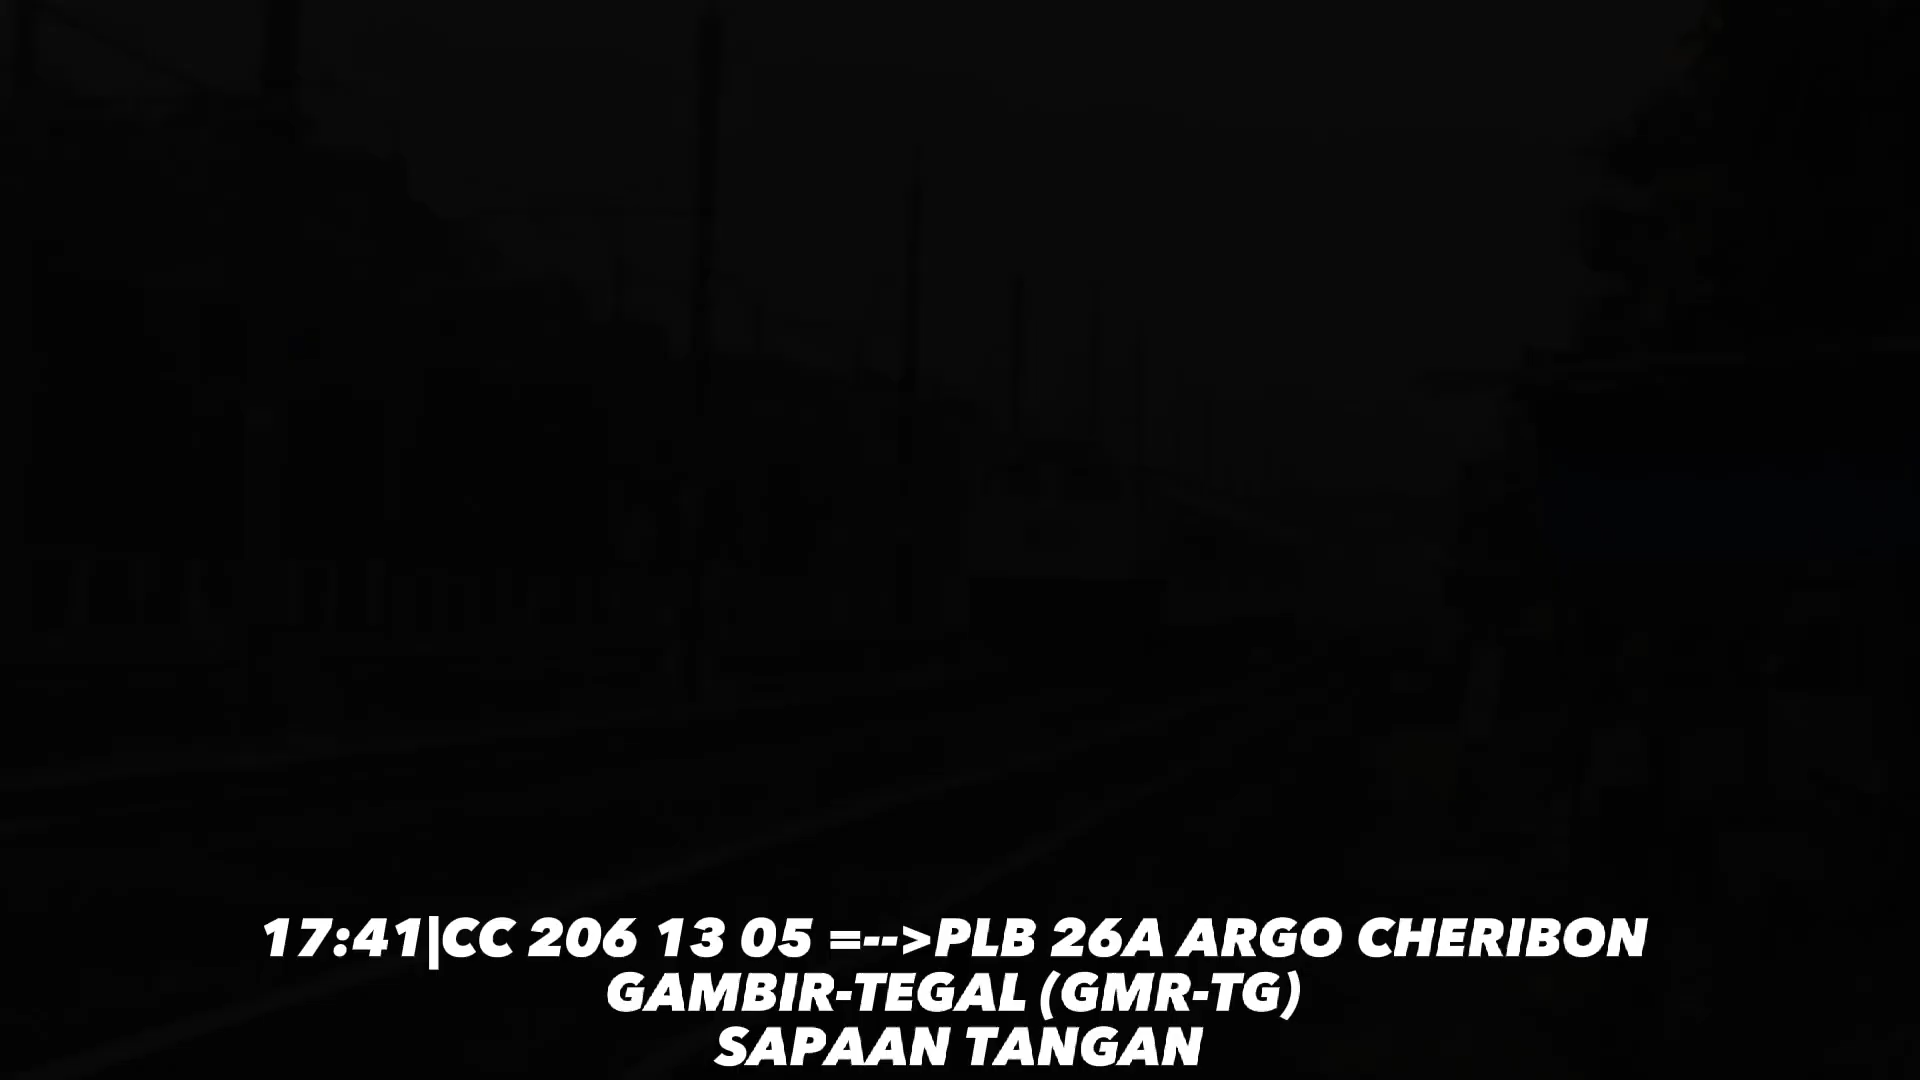 17:41|CC 206 13 05 =-->PLB 26A ARGO CHERIBON
GAMBIR-TEGAL (GMR-TG)
SAPAAN TANGAN